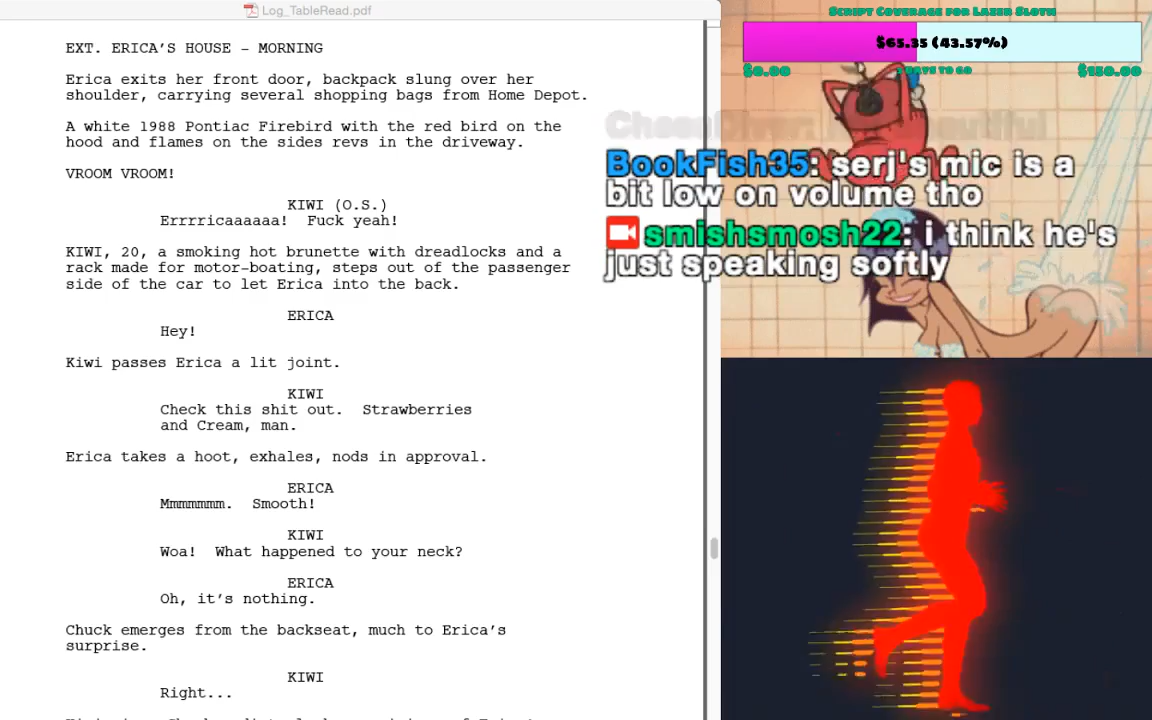 Log_TableRead.pdf
EXT. ERICA'S HOUSE – MORNING
Erica exits her front door, backpack slung over her
shoulder, carrying several shopping bags from Home Depot.
A white 1988 Pontiac Firebird with the red bird on the
hood and flames on the sides revs in the driveway.
VROOM VROOM!
KIWI (O.S.)
Errrricaaaaaa!  Fuck yeah!
KIWI, 20, a smoking hot brunette with dreadlocks and a
rack made for motor-boating, steps out of the passenger
side of the car to let Erica into the back.
ERICA
Hey!
Kiwi passes Erica a lit joint.
KIWI
Check this shit out.  Strawberries
and Cream, man.
Erica takes a hoot, exhales, nods in approval.
ERICA
Mmmmmmm.  Smooth!
KIWI
Woa!  What happened to your neck?
ERICA
Oh, it's nothing.
Chuck emerges from the backseat, much to Erica's
surprise.
KIWI
Right...
Script Coverage for Lazer Sloth
$65.35 (43.57%)
$0.00
to go
$150.00
BookFish35: serj's mic is a
bit low on volume tho
smishsmosh22: i think he's
just speaking softly